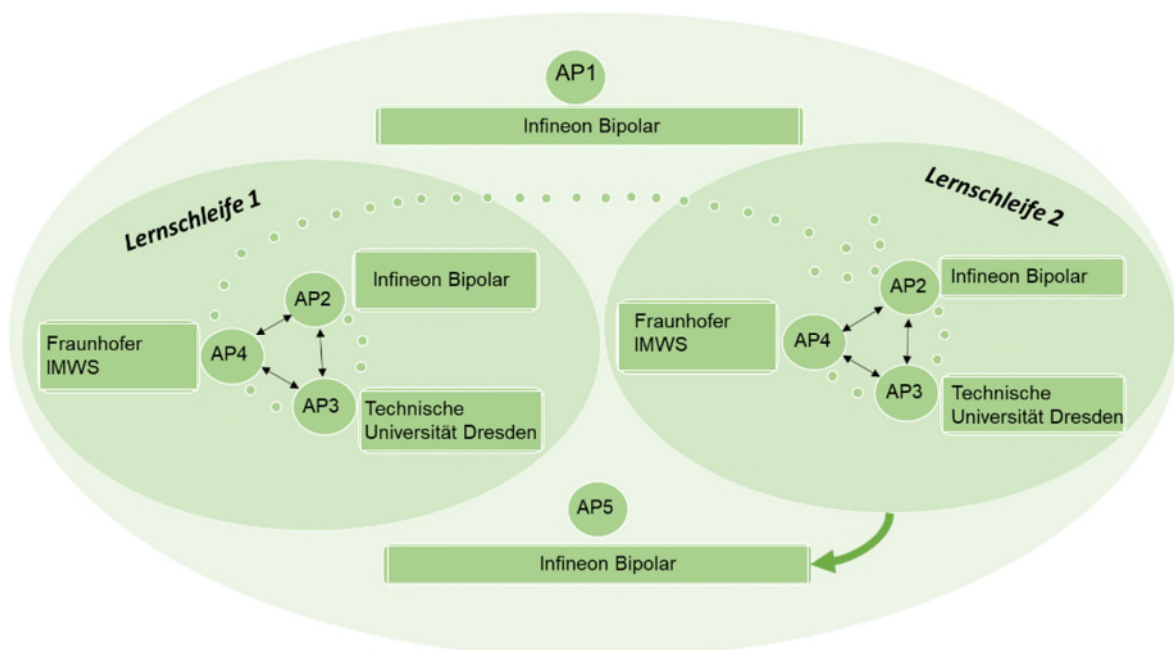 AP1
Infineon Bipolar
Lernschleife 1
AP2
Infineon Bipolar
Fraunhofer
IMWS
AP4
AP3
Technische
Universität Dresden
Lernschleife 2
AP2
Infineon Bipolar
Fraunhofer
IMWS
AP4
AP3
Technische
Universität Dresden
AP5
Infineon Bipolar